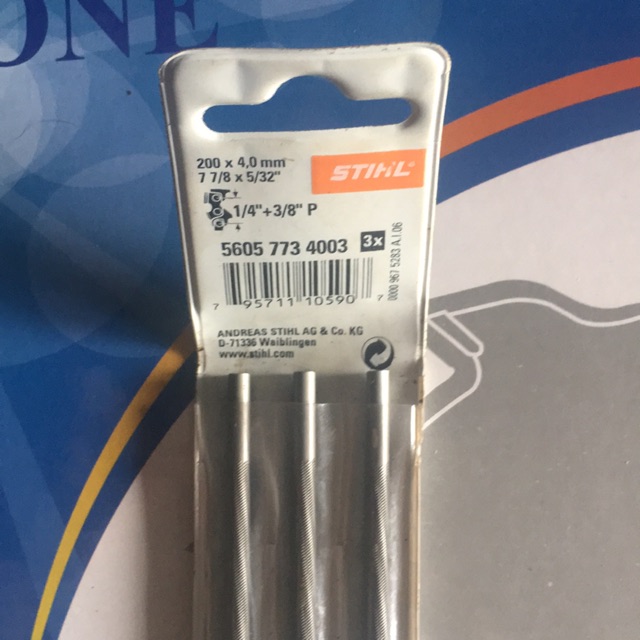 ONE
200 x 4,0 mm
7 7/8 x 5/32"
STIHL
1/4"+3/8" P
5605 773 4003 3x
7 95711 10590 7
0000 967 5283 A.I.06
ANDREAS STIHL AG & Co. KG
D-71336 Waiblingen
www.stihl.com